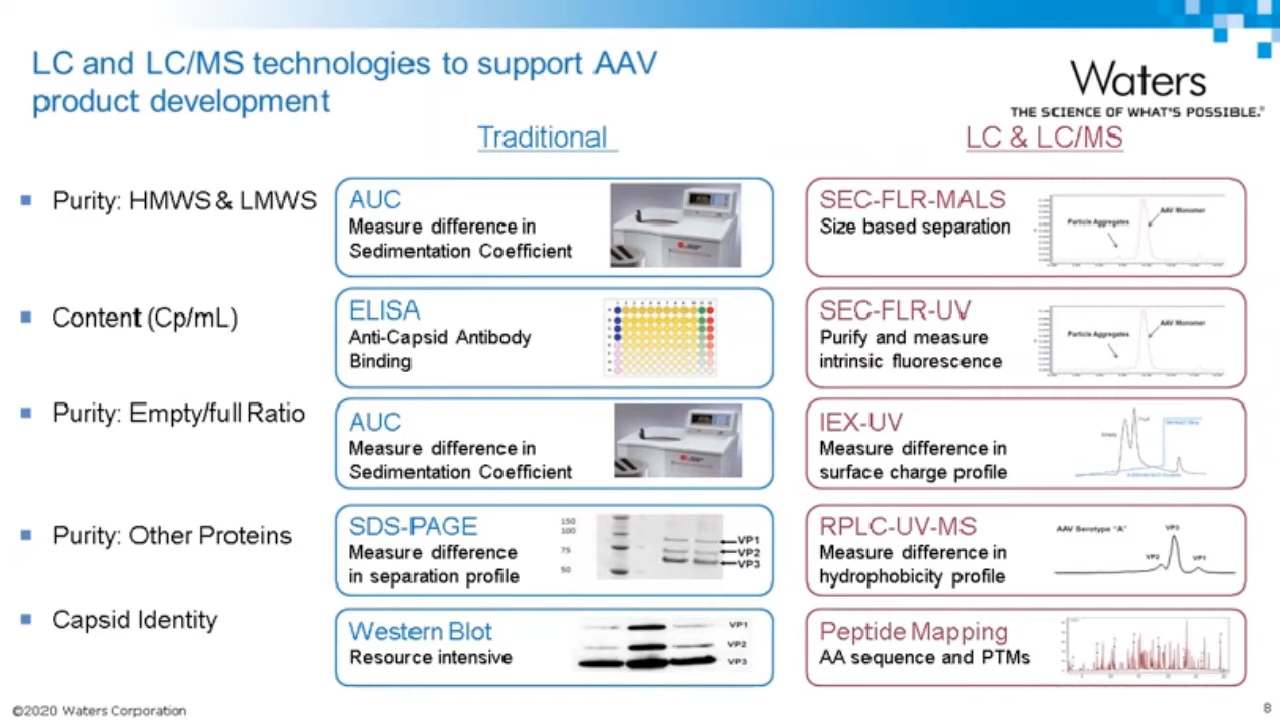 LC and LC/MS technologies to support AAV
product development
Waters
THE SCIENCE OF WHAT'S POSSIBLE.®
Traditional
LC & LC/MS
Purity: HMWS & LMWS
AUC
Measure difference in
Sedimentation Coefficient
SEC-FLR-MALS
Size based separation
Particle Aggregates
AAV Monomer
Content (Cp/mL)
ELISA
Anti-Capsid Antibody
Binding
SEC-FLR-UV
Purify and measure
intrinsic fluorescence
Particle Aggregates
AAV Monomer
Purity: Empty/full Ratio
AUC
Measure difference in
Sedimentation Coefficient
IEX-UV
Measure difference in
surface charge profile
Empty
Full
Purity: Other Proteins
SDS-PAGE
Measure difference
in separation profile
150
100
75
50
VP1
VP2
VP3
RPLC-UV-MS
Measure difference in
hydrophobicity profile
AAV Serotype "A"
VP3
VP2
VP1
Capsid Identity
Western Blot
Resource intensive
VP1
VP2
VP3
Peptide Mapping
AA sequence and PTMs
©2020 Waters Corporation
8